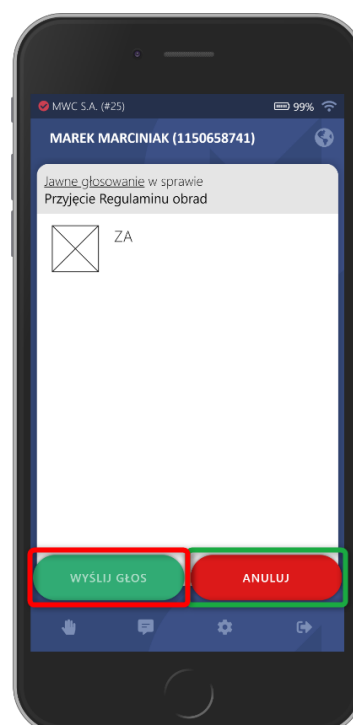 MWC S.A. (#25) 99%
MAREK MARCINIAK (1150658741)
Jawne głosowanie w sprawie
Przyjęcie Regulaminu obrad
ZA
WYŚLIJ GŁOS ANULUJ